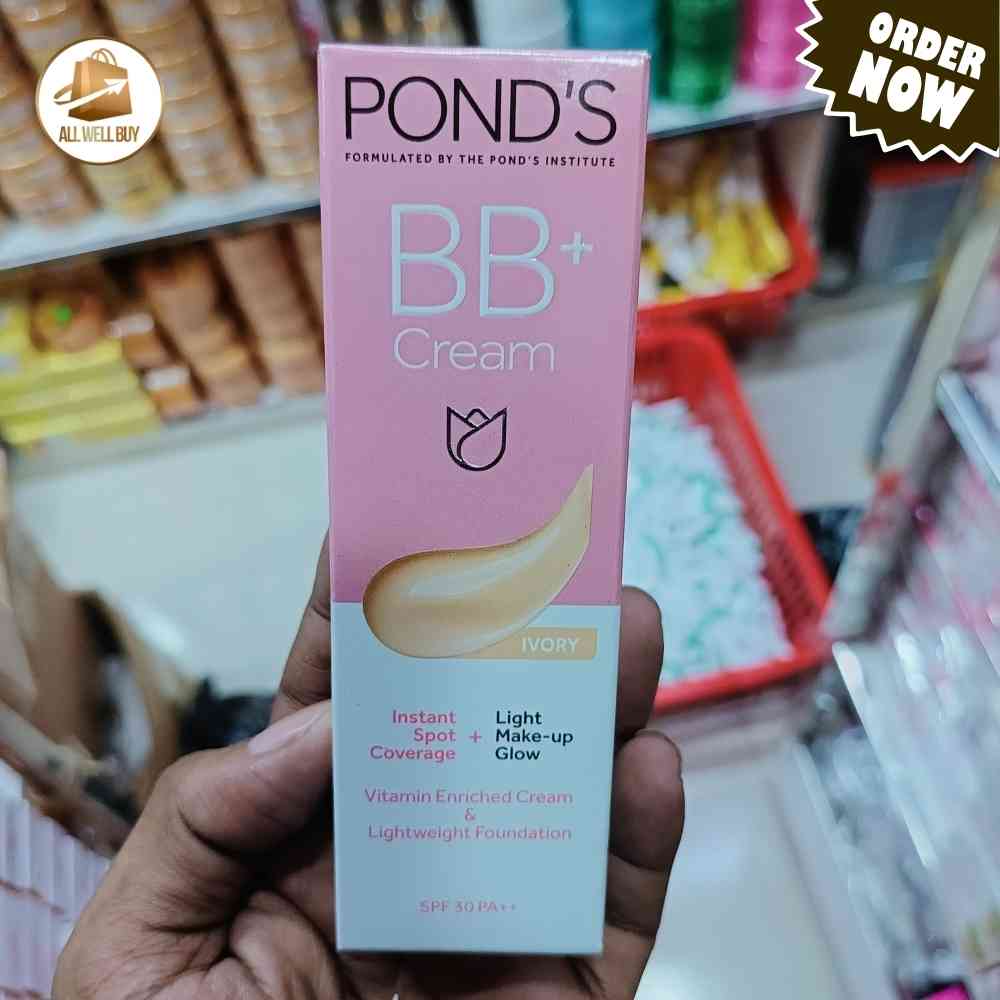 ALL WELL BUY
ORDER
NOW
POND'S
FORMULATED BY THE POND'S INSTITUTE
BB+
Cream
IVORY
Instant
Spot
Coverage
+
Light
Make-up
Glow
Vitamin Enriched Cream
&
Lightweight Foundation
SPF 30 PA++